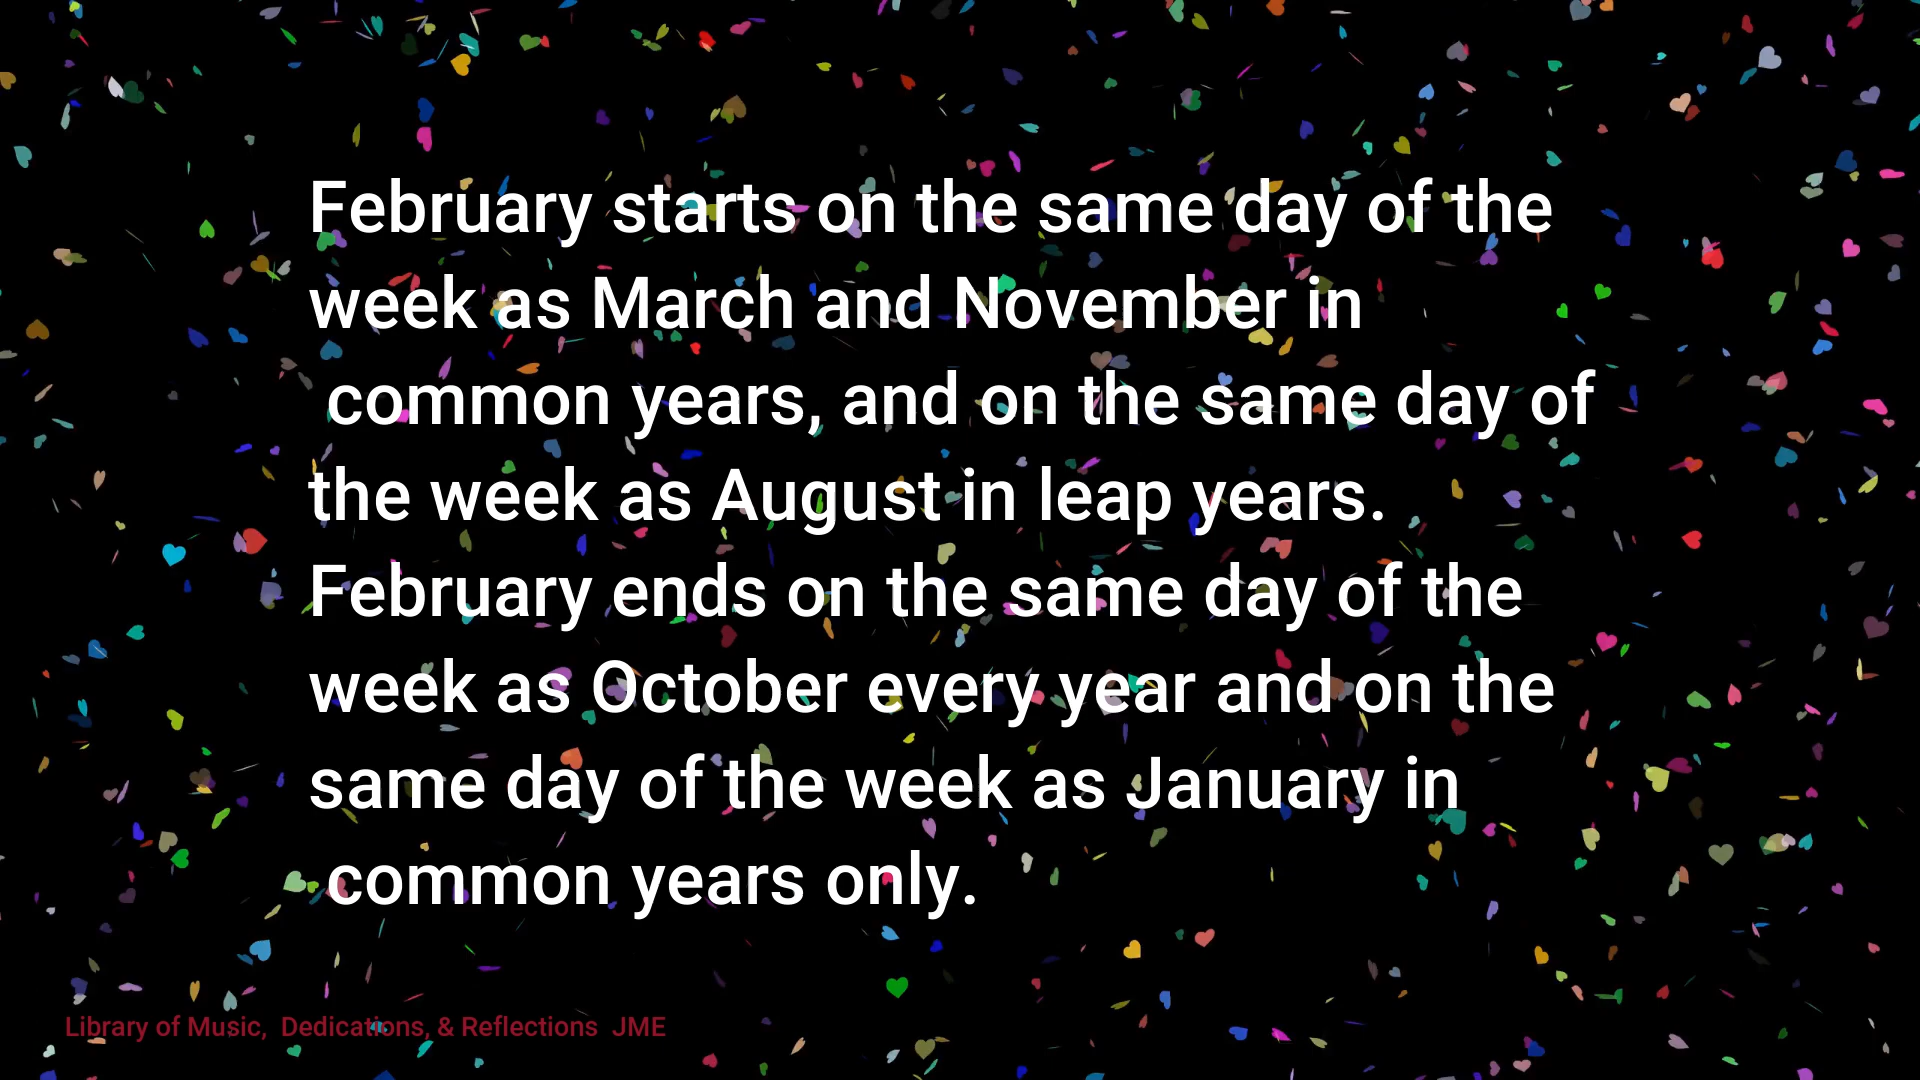 February starts on the same day of the
week as March and November in
common years, and on the same day of
the week as August in leap years.
February ends on the same day of the
week as October every year and on the
same day of the week as January in
common years only.
Library of Music, Dedications, & Reflections JME